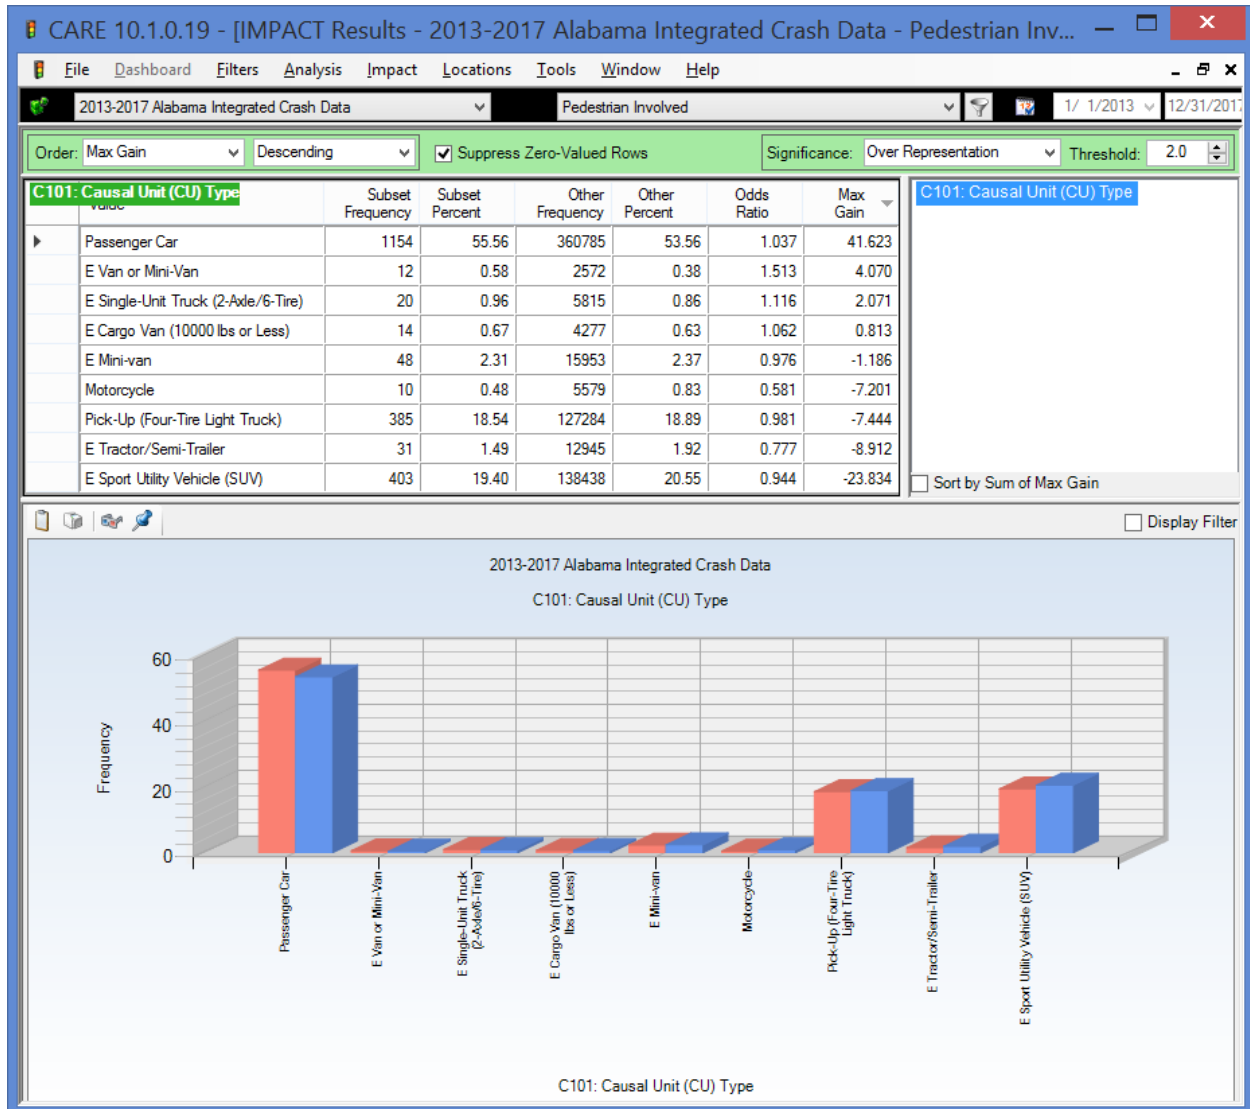 CARE 10.1.0.19 - [IMPACT Results - 2013-2017 Alabama Integrated Crash Data - Pedestrian Inv...
File Dashboard Filters Analysis Impact Locations Tools Window Help
2013-2017 Alabama Integrated Crash Data Pedestrian Involved 1/ 1/2013 12/31/2017
Order: Max Gain Descending Suppress Zero-Valued Rows Significance: Over Representation Threshold: 2.0
C101: Causal Unit (CU) Type
Value Subset Frequency Subset Percent Other Frequency Other Percent Odds Ratio Max Gain
Passenger Car 1154 55.56 360785 53.56 1.037 41.623
E Van or Mini-Van 12 0.58 2572 0.38 1.513 4.070
E Single-Unit Truck (2-Axle/6-Tire) 20 0.96 5815 0.86 1.116 2.071
E Cargo Van (10000 lbs or Less) 14 0.67 4277 0.63 1.062 0.813
E Mini-van 48 2.31 15953 2.37 0.976 -1.186
Motorcycle 10 0.48 5579 0.83 0.581 -7.201
Pick-Up (Four-Tire Light Truck) 385 18.54 127284 18.89 0.981 -7.444
E Tractor/Semi-Trailer 31 1.49 12945 1.92 0.777 -8.912
E Sport Utility Vehicle (SUV) 403 19.40 138438 20.55 0.944 -23.834
C101: Causal Unit (CU) Type
Sort by Sum of Max Gain
Display Filter
2013-2017 Alabama Integrated Crash Data
C101: Causal Unit (CU) Type
Frequency
60
40
20
0
Passenger Car
E Van or Mini-Van
E Single-Unit Truck
(2-Axle/6-Tire)
E Cargo Van (10000
lbs or Less)
E Mini-van
Motorcycle
Pick-Up (Four-Tire
Light Truck)
E Tractor/Semi-Trailer
E Sport Utility Vehicle (SUV)
C101: Causal Unit (CU) Type